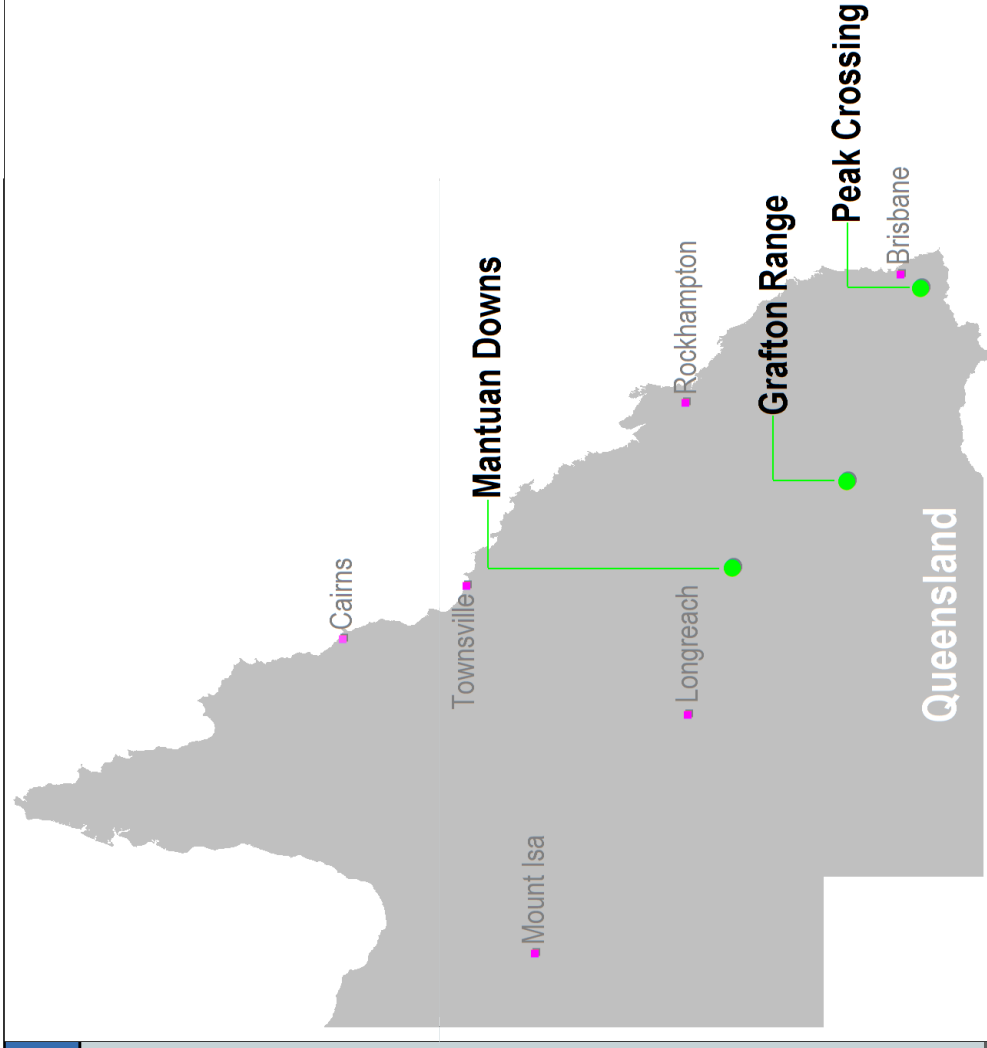 Cairns
Townsville
Mantuan Downs
Mount Isa
Longreach
Rockhampton
Grafton Range
Peak Crossing
Brisbane
Queensland